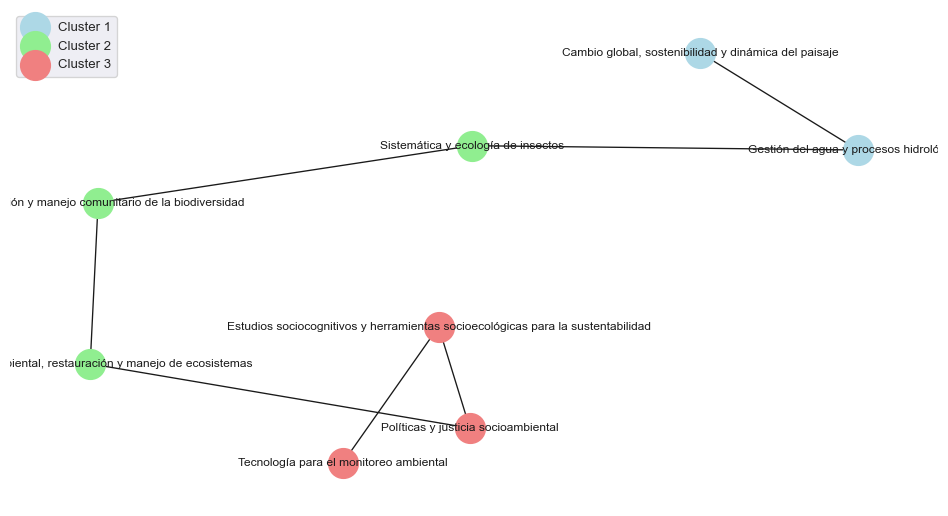 Cluster 1
Cluster 2
Cluster 3
Cambio global, sostenibilidad y dinámica del paisaje
Sistemática y ecología de insectos
Gestión del agua y procesos hidroló
ón y manejo comunitario de la biodiversidad
Estudios sociocognitivos y herramientas socioecológicas para la sustentabilidad
iental, restauración y manejo de ecosistemas
Políticas y justicia socioambiental
Tecnología para el monitoreo ambiental